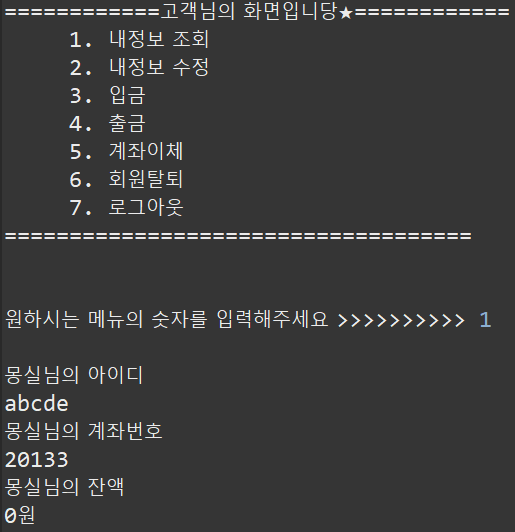 ============고객님의 화면입니당★============
1. 내정보 조회
2. 내정보 수정
3. 입금
4. 출금
5. 계좌이체
6. 회원탈퇴
7. 로그아웃
====================================
원하시는 메뉴의 숫자를 입력해주세요 >>>>>>>>>> 1
몽실님의 아이디
abcde
몽실님의 계좌번호
20133
몽실님의 잔액
0원